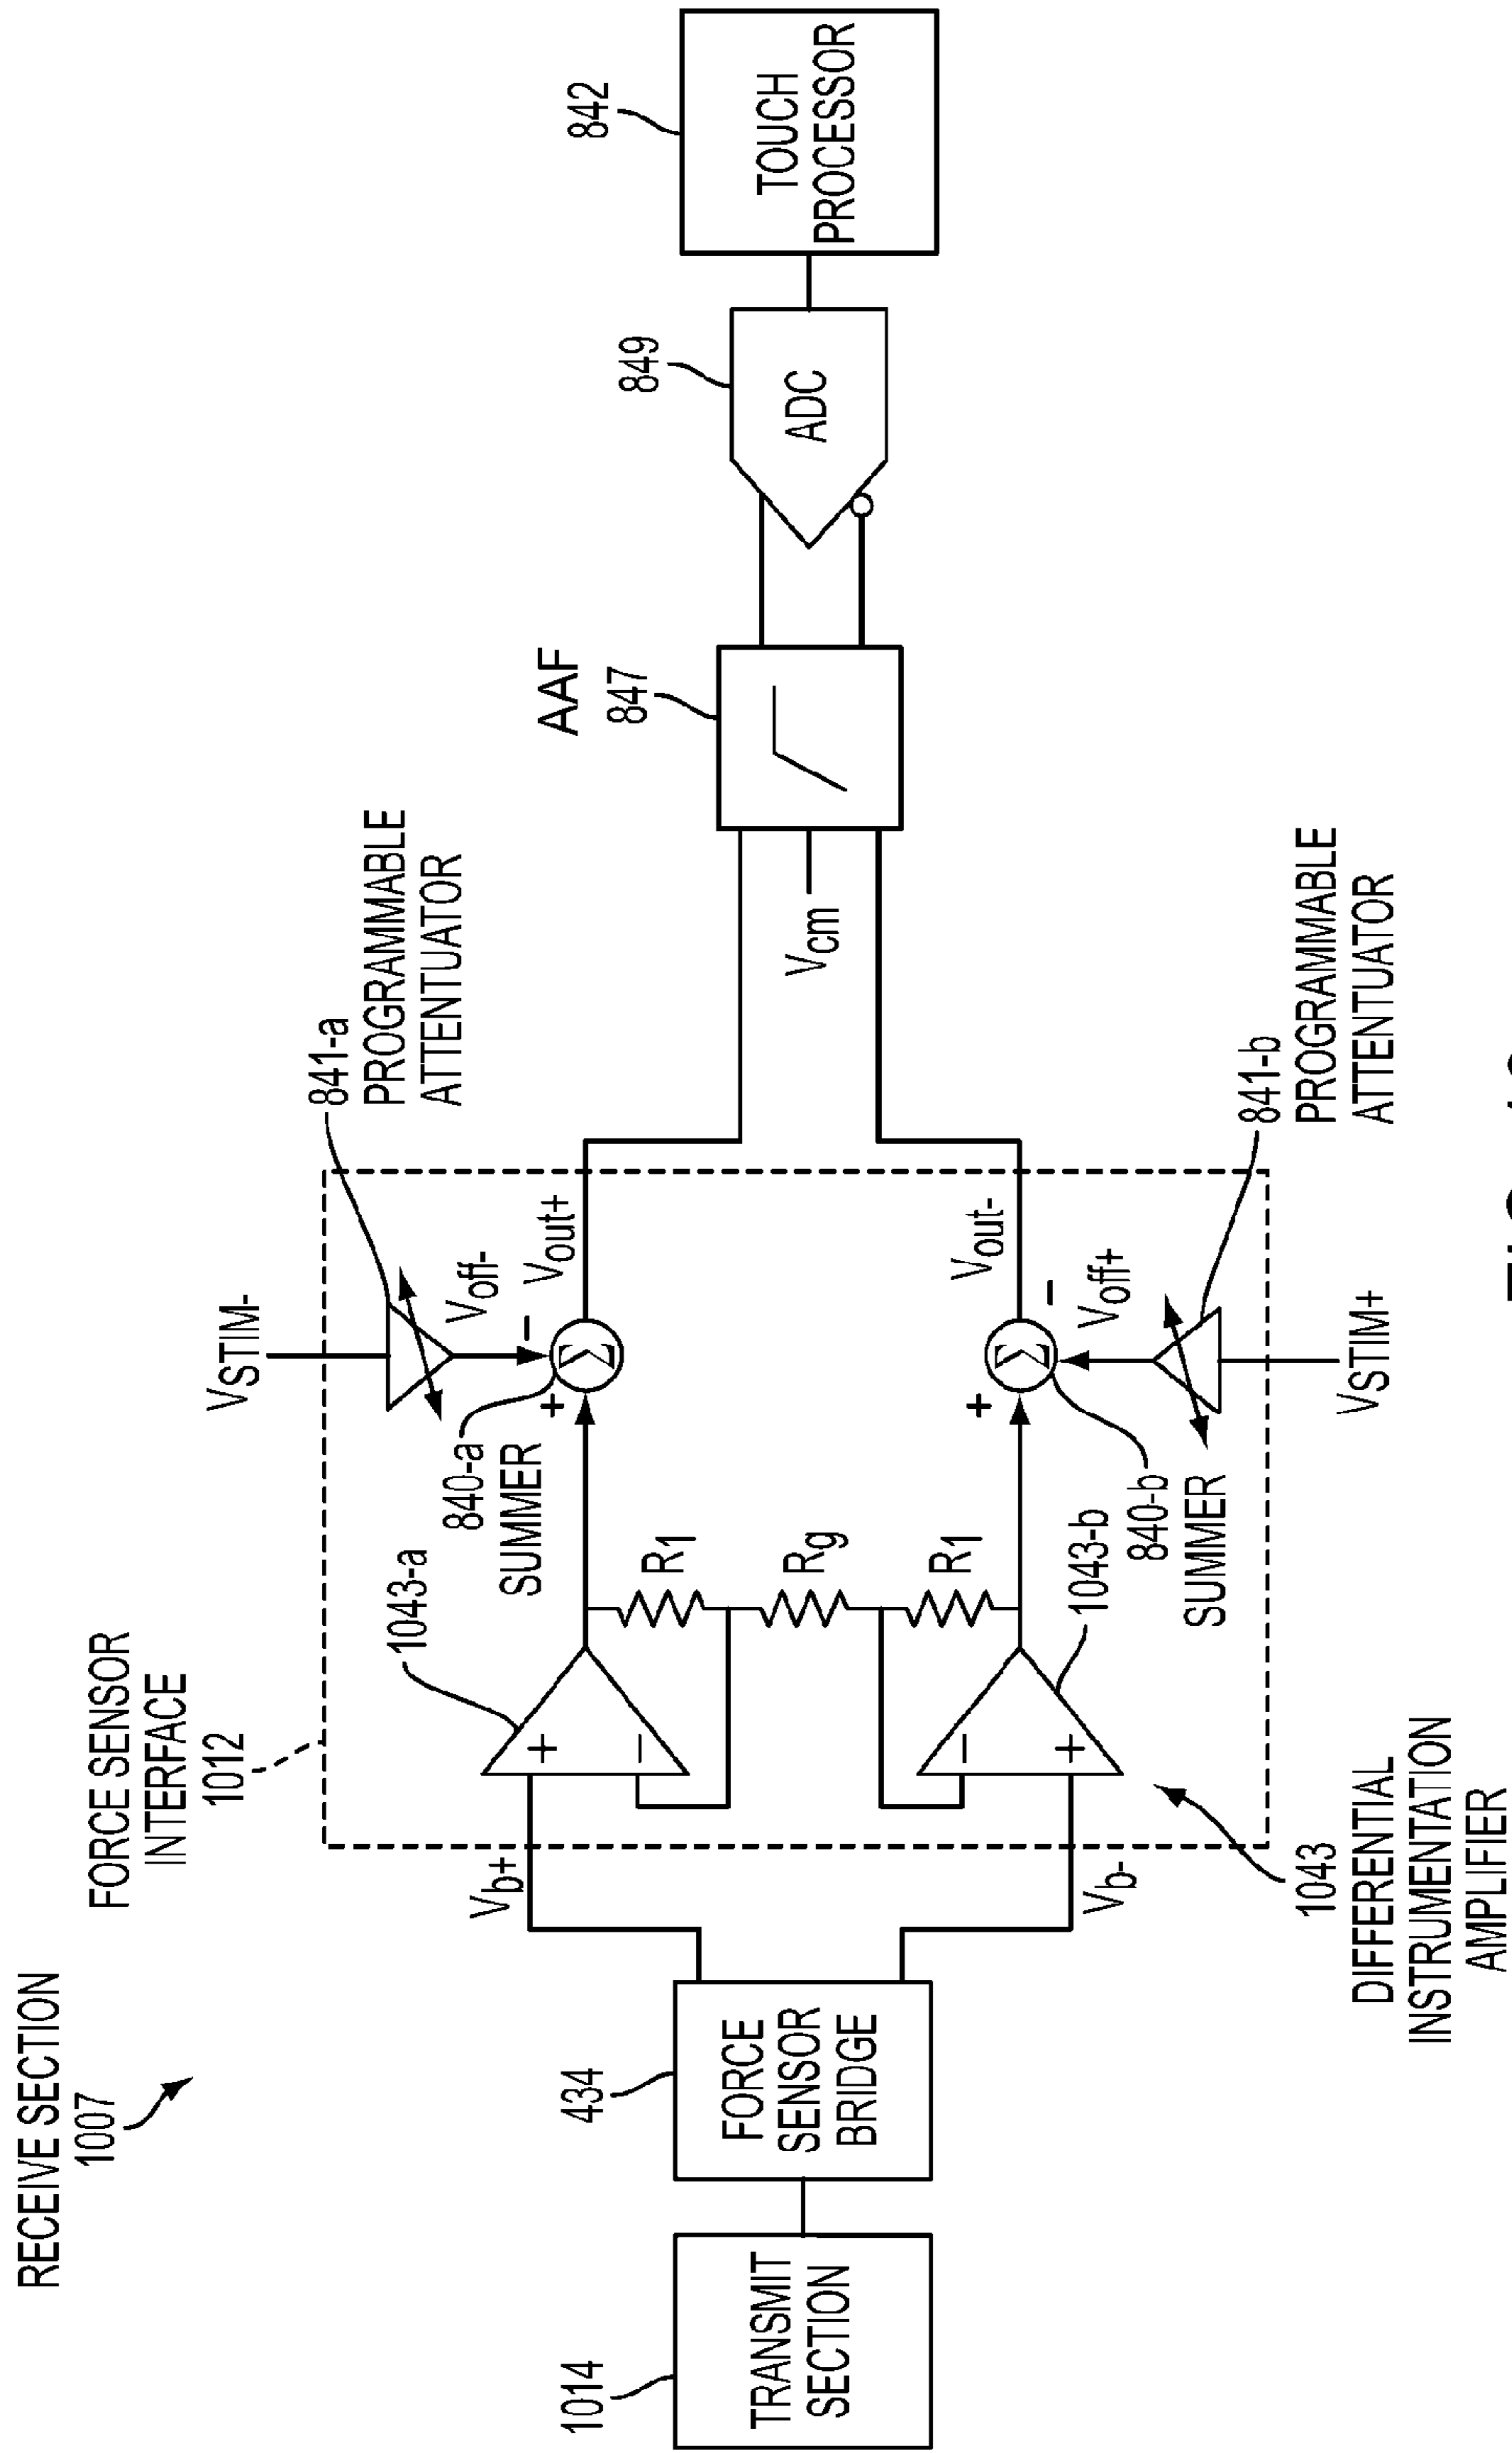 RECEIVE SECTION
1007
FORCE SENSOR
INTERFACE
1012
VSTIM-
841-a
PROGRAMMABLE
ATTENTUATOR
Voff-
-
+
Σ
840-a
SUMMER
Vout+
1043-a
+
-
R1
Rg
R1
Vb+
1014
TRANSMIT
SECTION
434
FORCE
SENSOR
BRIDGE
Vb-
-
+
1043-b
840-b
SUMMER
+
Σ
-
Vout-
Voff+
VSTIM+
841-b
PROGRAMMABLE
ATTENTUATOR
1043
DIFFERENTIAL
INSTRUMENTATION
AMPLIFIER
Vcm
AAF
847
849
ADC
842
TOUCH
PROCESSOR